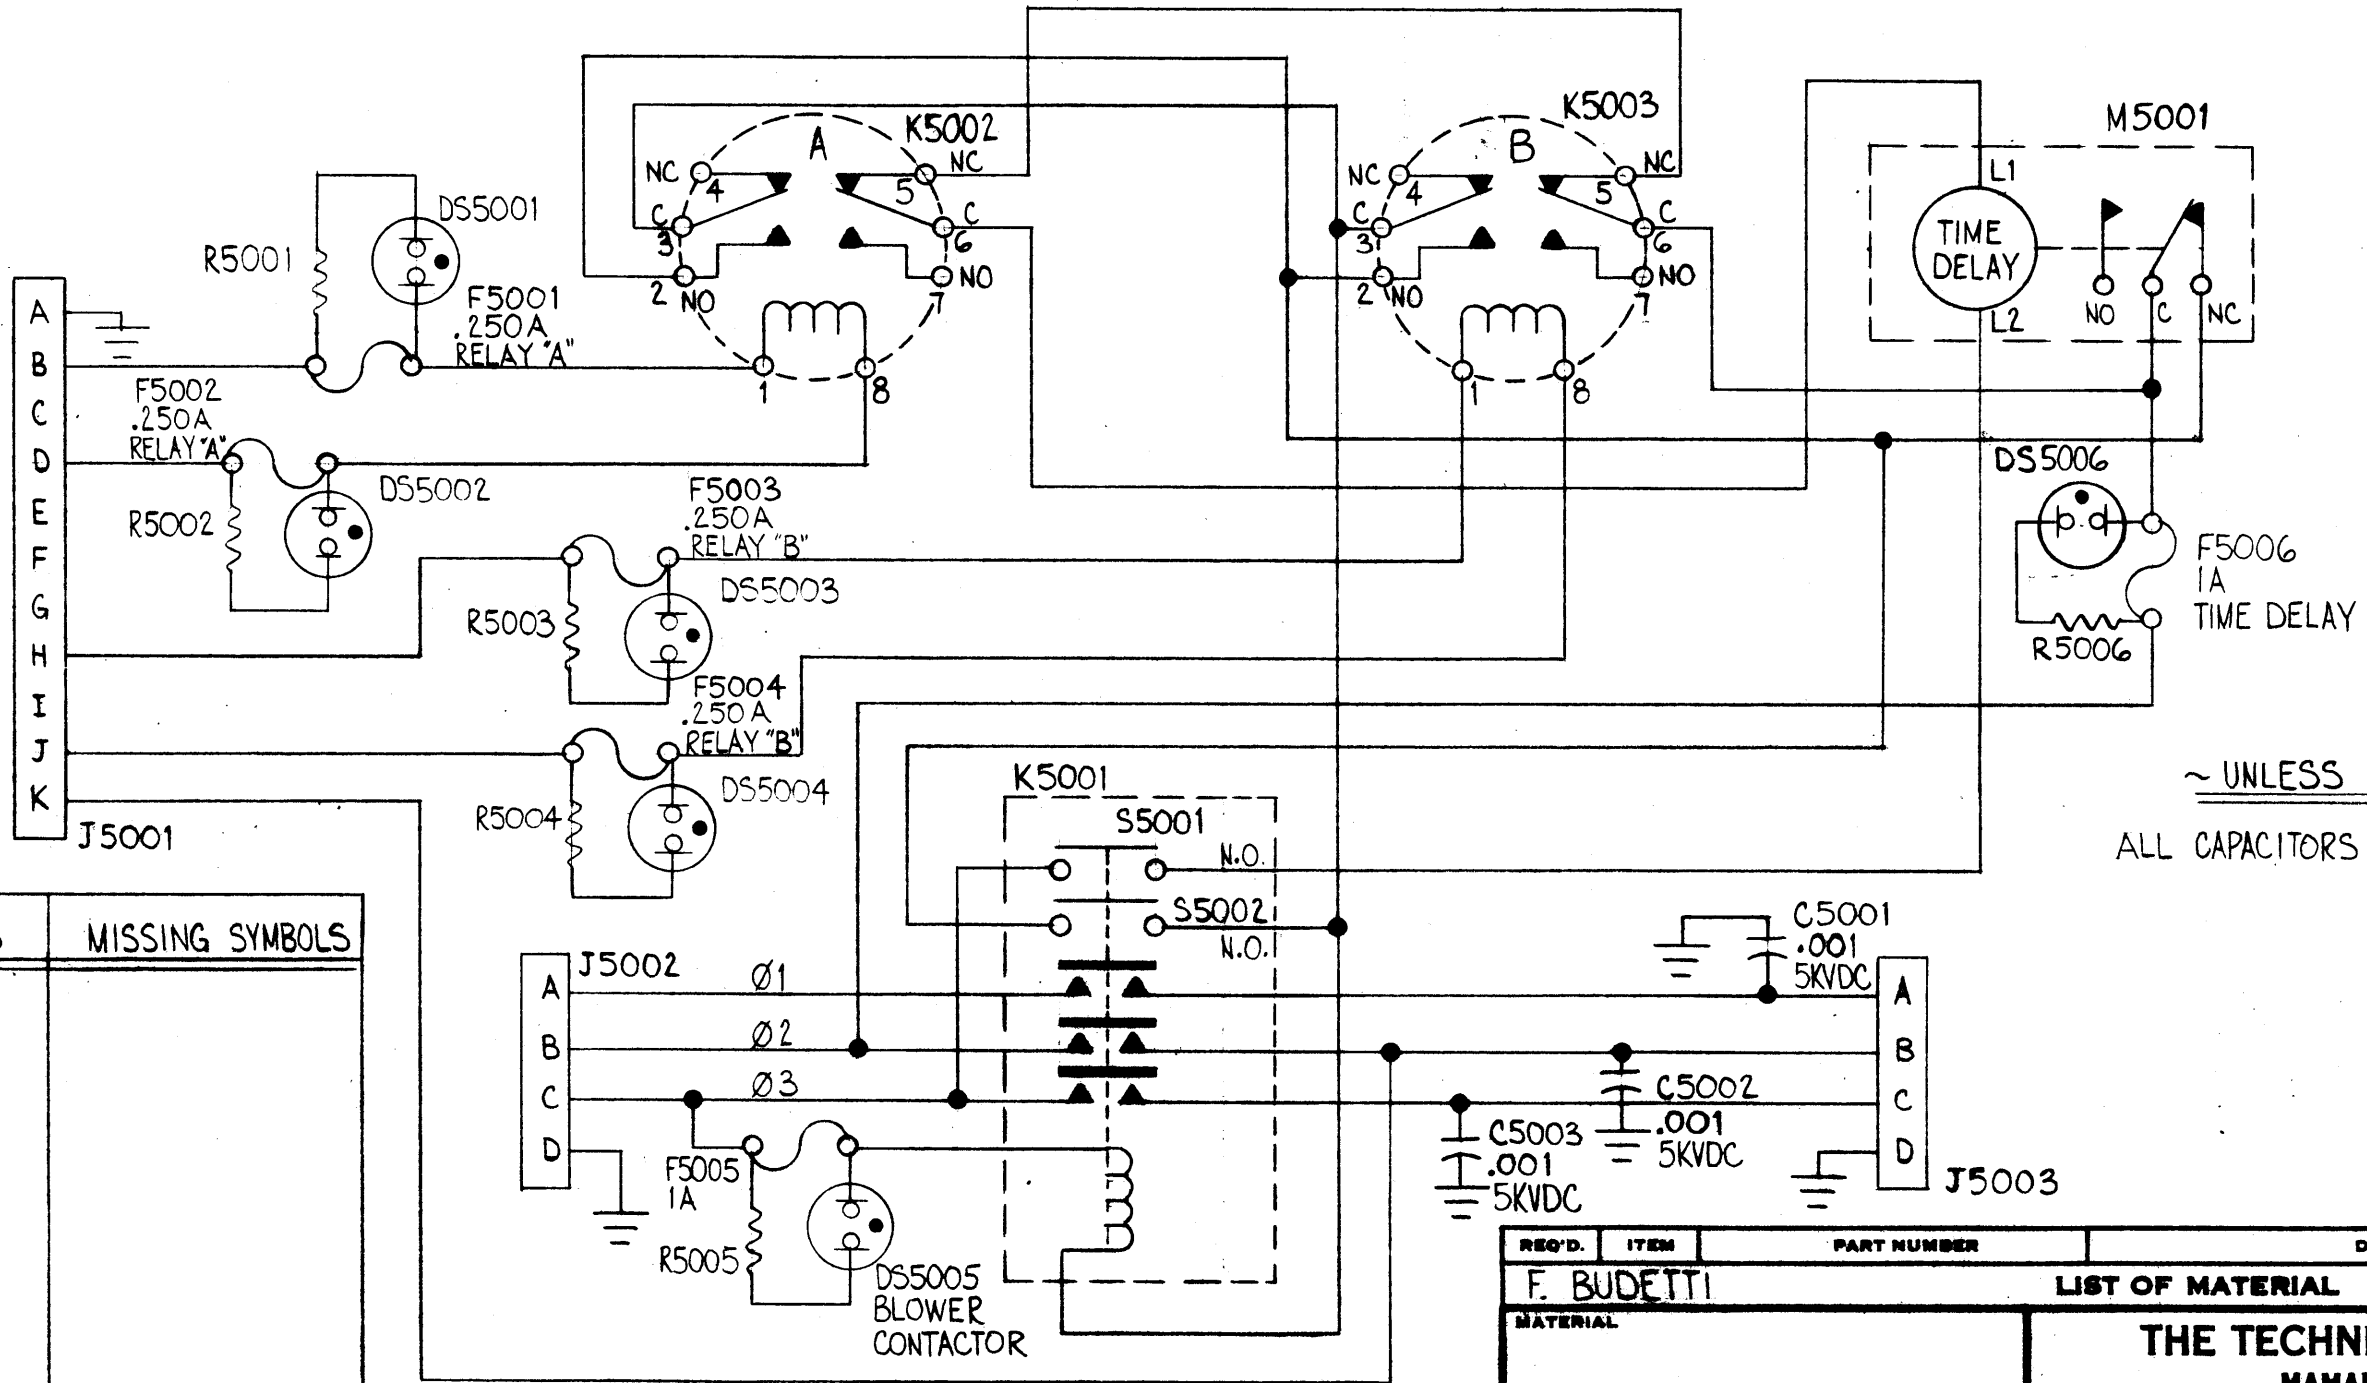 K5002
A
NC
4
NC
5
C
3
C
6
2
NO
7
NO
1
8
K5003
B
NC
4
NC
5
C
3
C
6
2
NO
7
NO
1
8
M5001
L1
TIME
DELAY
L2
NO
C
NC
R5001
DS5001
F5001
.250A
RELAY "A"
A
B
C
D
E
F
G
H
I
J
K
J5001
F5002
.250A
RELAY "A"
R5002
DS5002
F5003
.250A
RELAY "B"
R5003
DS5003
F5004
.250A
RELAY "B"
R5004
DS5004
DS5006
F5006
1A
TIME DELAY
R5006
~ UNLESS
ALL CAPACITORS
MISSING SYMBOLS
K5001
S5001
N.O.
S5002
N.O.
J5002
A
B
C
D
Ø1
Ø2
Ø3
F5005
1A
R5005
DS5005
BLOWER
CONTACTOR
C5001
.001
5KVDC
C5002
.001
5KVDC
C5003
.001
5KVDC
A
B
C
D
J5003
REQ'D. ITEM PART NUMBER
F. BUDETTI LIST OF MATERIAL
MATERIAL
THE TECHNI